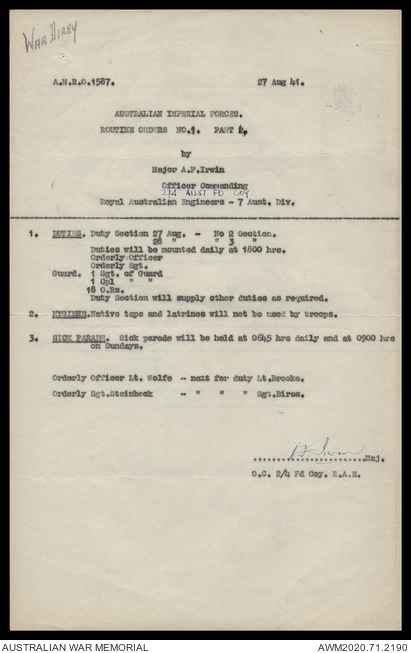 War Diary
A.M.R.O.1587. 27 Aug 41.
AUSTRALIAN IMPERIAL FORCES.
ROUTINE ORDERS NO.1. PART
by
Major A.F.Irwin
Officer Commanding
2/4 AUST FD COY
Royal Australian Engineers - 7 Aust. Div.
1. DUTIES. Duty Section 27 Aug. - No 2 Section.
28 " " 3 "
Duties will be mounted daily at 1800 hrs.
Orderly Officer
Orderly Sgt.
Guard. 1 Sgt. of Guard
1 Cpl " "
18 O.Rs.
Duty Section will supply other duties as required.
2. HYGIENE. Native taps and latrines will not be used by troops.
3. SICK PARADE. Sick parade will be held at 0645 hrs daily and at 0900 hrs
on Sundays.
Orderly Officer Lt. Wolfe - next for duty Lt.Brooke.
Orderly Sgt.Steinbeck - " " " Sgt.Birse.
Irwin Maj.
O.C. 2/4 Fd Coy. R.A.E.
AUSTRALIAN WAR MEMORIAL AWM2020.71.2190